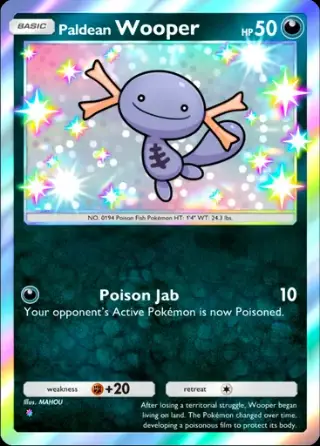 BASIC Paldean Wooper HP 50
NO. 0194 Poison Fish Pokémon HT: 1'4" WT: 24.3 lbs.
Poison Jab 10
Your opponent's Active Pokémon is now Poisoned.
weakness +20 retreat
Illus. MAHOU
After losing a territorial struggle, Wooper began
living on land. The Pokémon changed over time,
developing a poisonous film to protect its body.